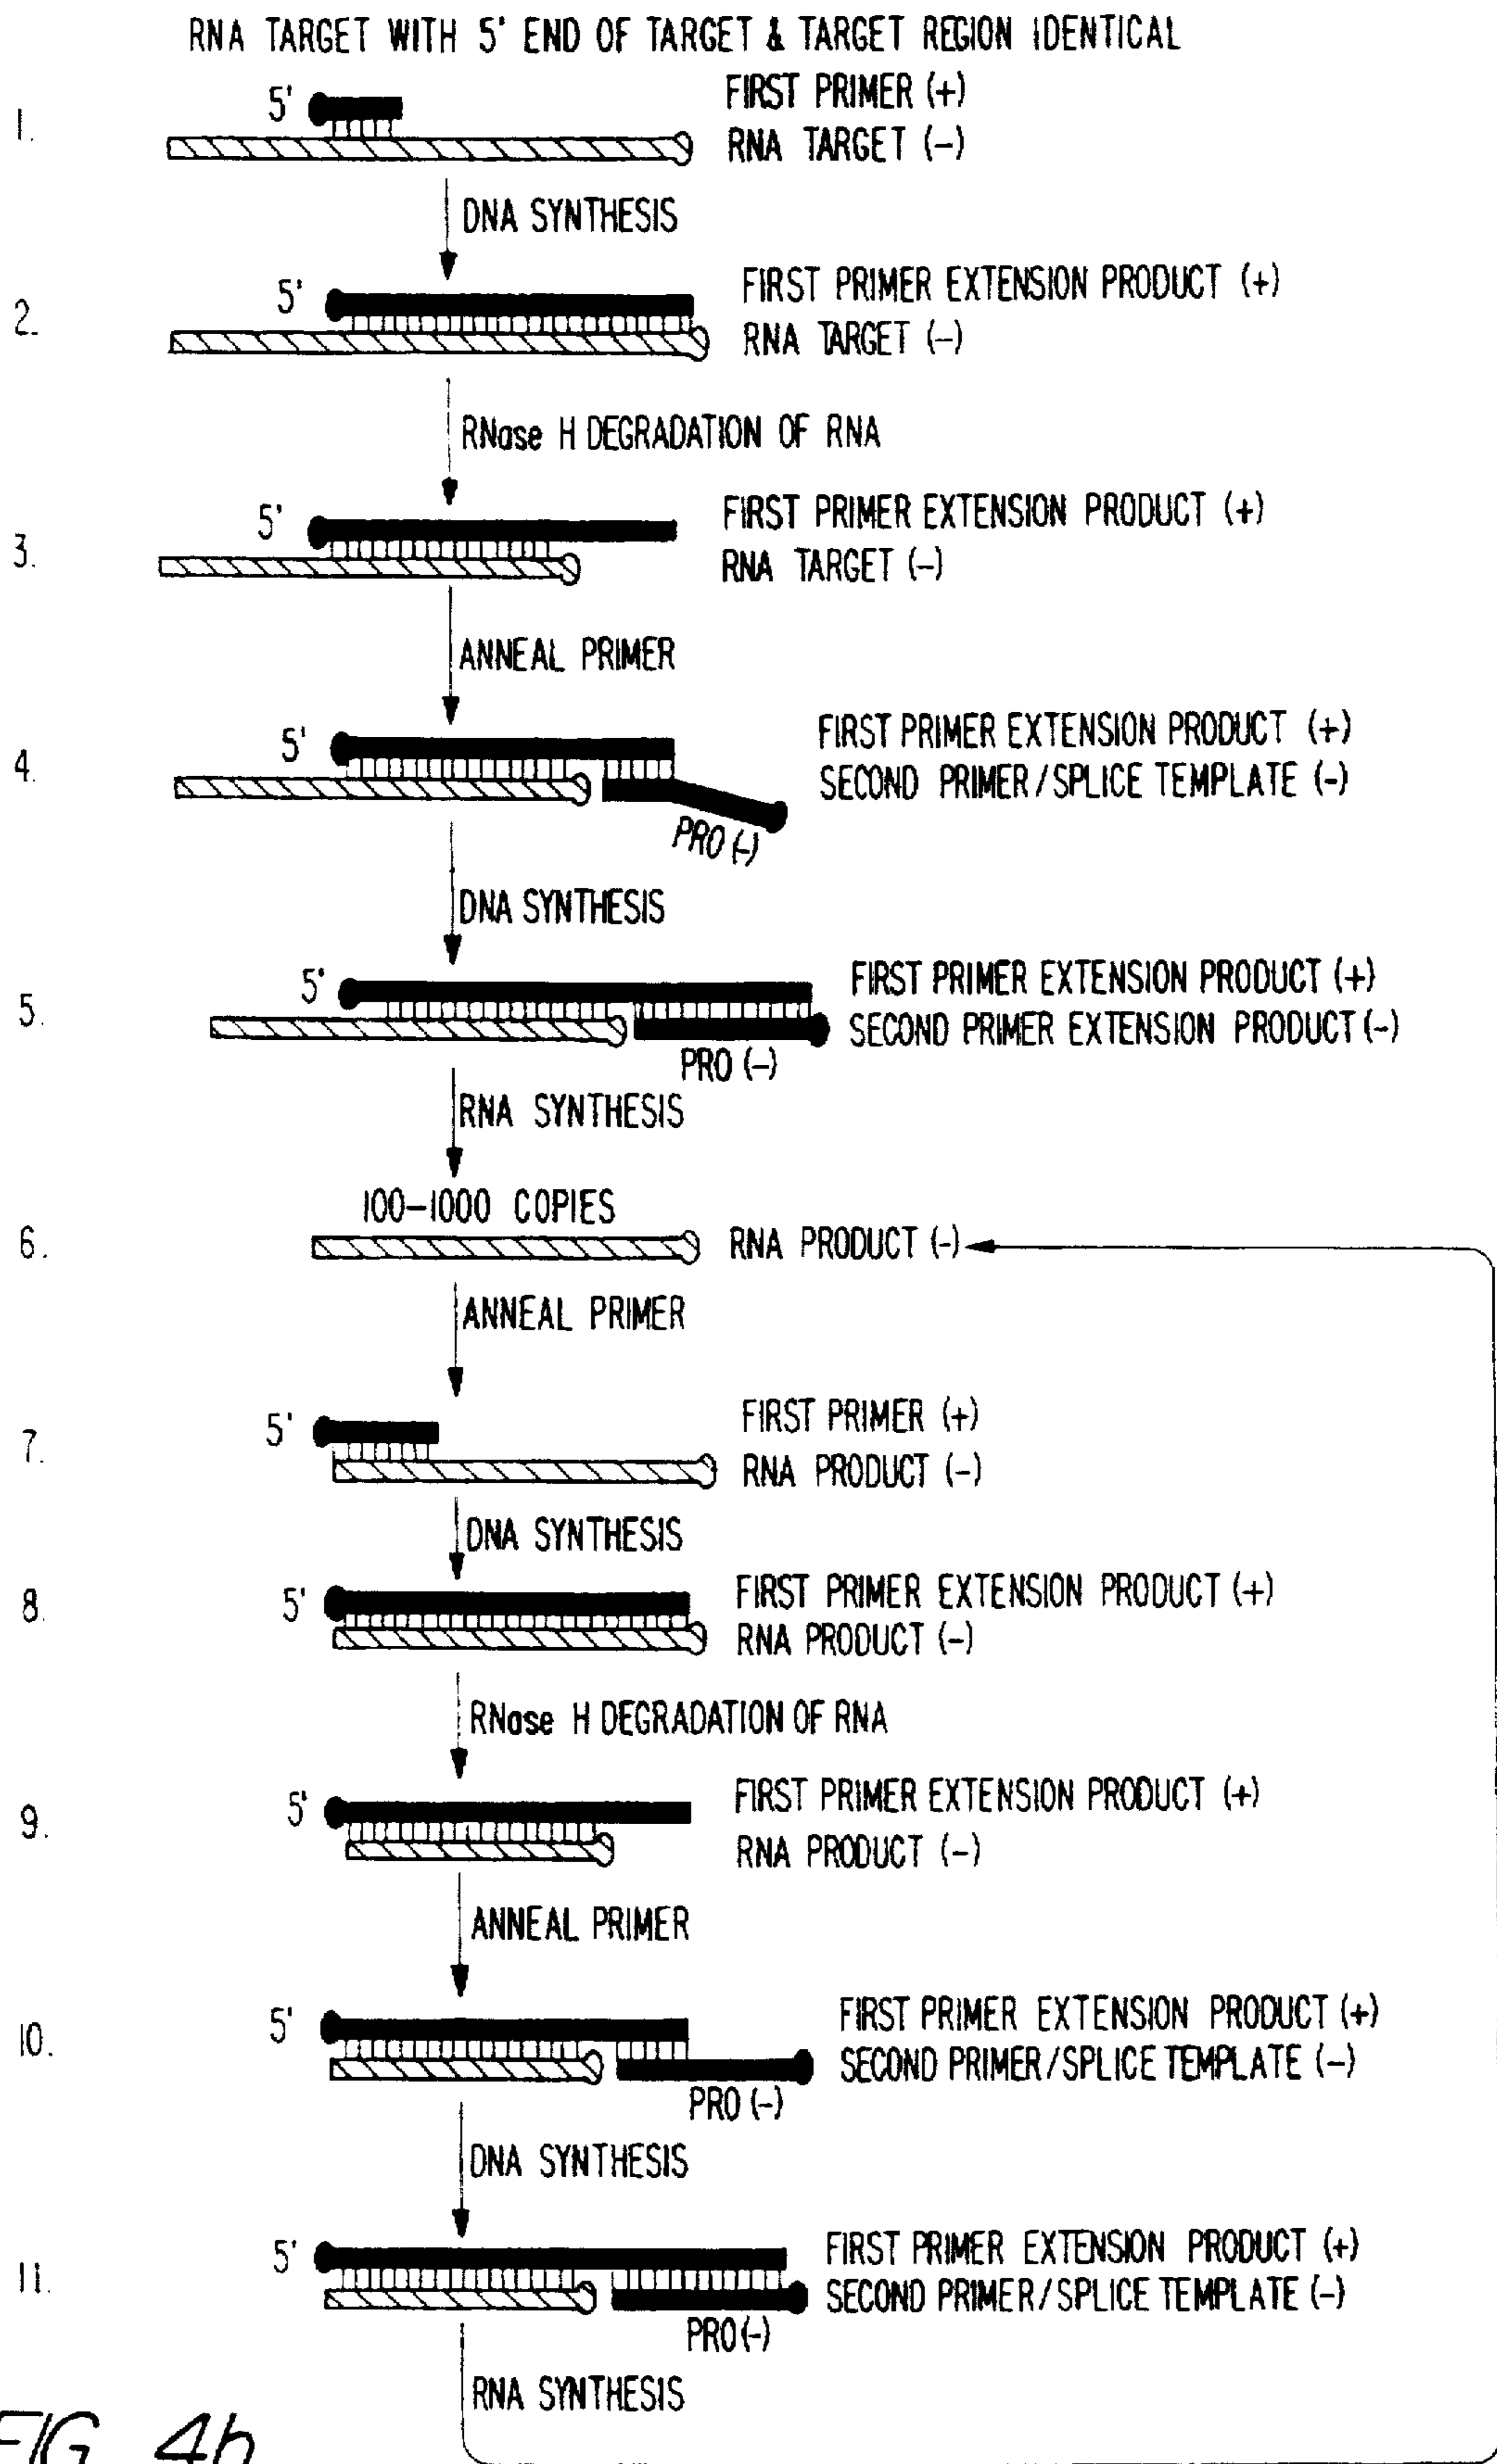 RNA TARGET WITH 5' END OF TARGET & TARGET REGION IDENTICAL
1.
5'
FIRST PRIMER (+)
RNA TARGET (-)
DNA SYNTHESIS
2.
5'
FIRST PRIMER EXTENSION PRODUCT (+)
RNA TARGET (-)
RNase H DEGRADATION OF RNA
3.
5'
FIRST PRIMER EXTENSION PRODUCT (+)
RNA TARGET (-)
ANNEAL PRIMER
4.
5'
FIRST PRIMER EXTENSION PRODUCT (+)
SECOND PRIMER/SPLICE TEMPLATE (-)
PRO (-)
DNA SYNTHESIS
5.
5'
FIRST PRIMER EXTENSION PRODUCT (+)
SECOND PRIMER EXTENSION PRODUCT (-)
PRO (-)
RNA SYNTHESIS
100-1000 COPIES
6.
RNA PRODUCT (-)
ANNEAL PRIMER
7.
5'
FIRST PRIMER (+)
RNA PRODUCT (-)
DNA SYNTHESIS
8.
5'
FIRST PRIMER EXTENSION PRODUCT (+)
RNA PRODUCT (-)
RNase H DEGRADATION OF RNA
9.
5'
FIRST PRIMER EXTENSION PRODUCT (+)
RNA PRODUCT (-)
ANNEAL PRIMER
10.
5'
FIRST PRIMER EXTENSION PRODUCT (+)
SECOND PRIMER/SPLICE TEMPLATE (-)
PRO (-)
DNA SYNTHESIS
11.
5'
FIRST PRIMER EXTENSION PRODUCT (+)
SECOND PRIMER/SPLICE TEMPLATE (-)
PRO (-)
RNA SYNTHESIS
FIG. 4b